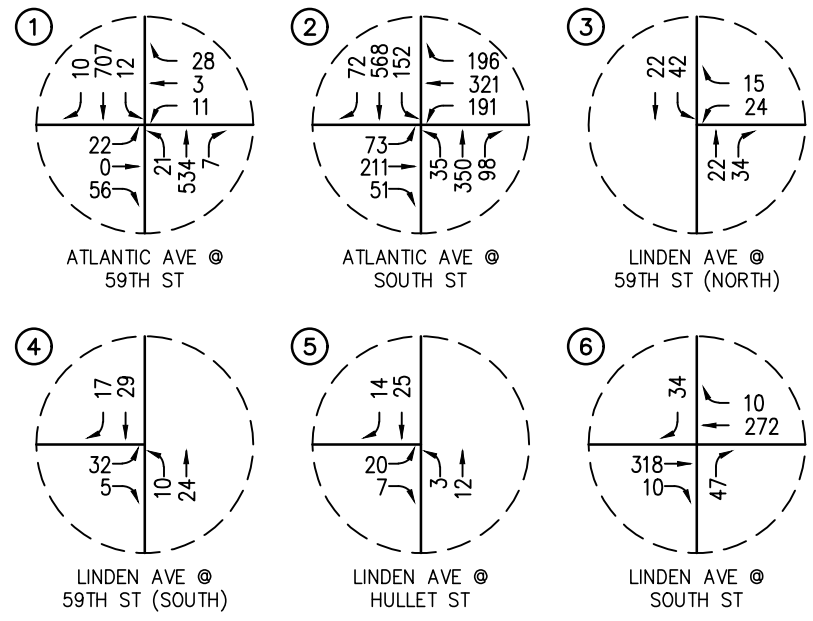 1
10 707 12
28
3
11
22
0
56
21 534 7
ATLANTIC AVE @
59TH ST
2
72 568 152
196
321
191
73
211
51
35 350 98
ATLANTIC AVE @
SOUTH ST
3
22 42
15
24
22 34
LINDEN AVE @
59TH ST (NORTH)
4
17 29
32
5
10 24
LINDEN AVE @
59TH ST (SOUTH)
5
14 25
20
7
3 12
LINDEN AVE @
HULLET ST
6
34
10
272
318
10
47
LINDEN AVE @
SOUTH ST